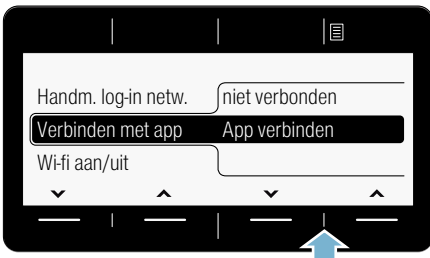 Handm. log-in netw. niet verbonden
Verbinden met app App verbinden
Wi-fi aan/uit